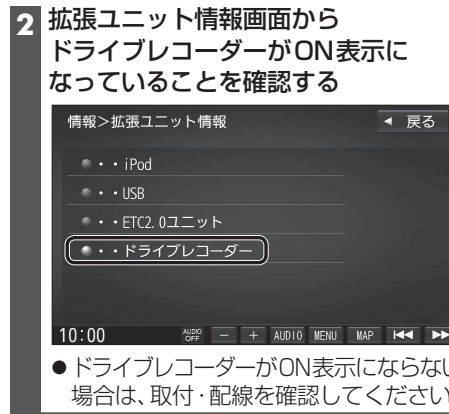 2 拡張ユニット情報画面から
ドライブレコーダーがON表示に
なっていることを確認する
情報>拡張ユニット情報 ◀ 戻る
・・iPod
・・USB
・・ETC2.0ユニット
・・ドライブレコーダー
10:00 AUDIO OFF − + AUDIO MENU MAP
●ドライブレコーダーがON表示にならない
場合は、取付・配線を確認してください